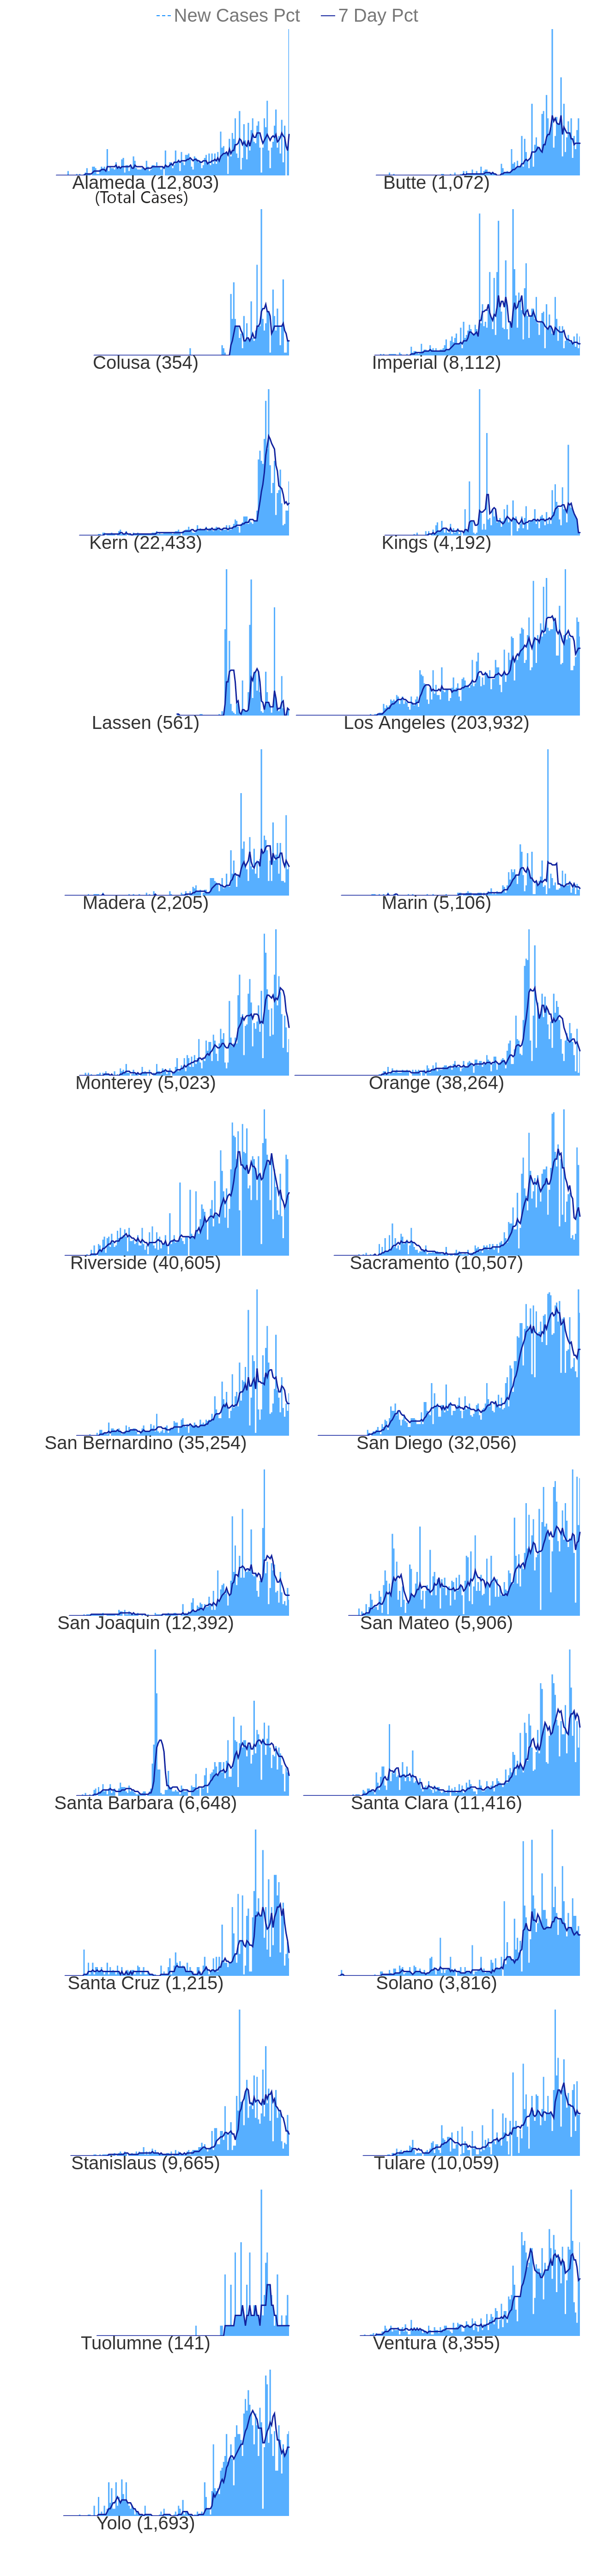 New Cases Pct 7 Day Pct
Alameda (12,803) Butte (1,072)
(Total Cases)
Colusa (354) Imperial (8,112)
Kern (22,433) Kings (4,192)
Lassen (561) Los Angeles (203,932)
Madera (2,205) Marin (5,106)
Monterey (5,023) Orange (38,264)
Riverside (40,605) Sacramento (10,507)
San Bernardino (35,254) San Diego (32,056)
San Joaquin (12,392) San Mateo (5,906)
Santa Barbara (6,648) Santa Clara (11,416)
Santa Cruz (1,215) Solano (3,816)
Stanislaus (9,665) Tulare (10,059)
Tuolumne (141) Ventura (8,355)
Yolo (1,693)